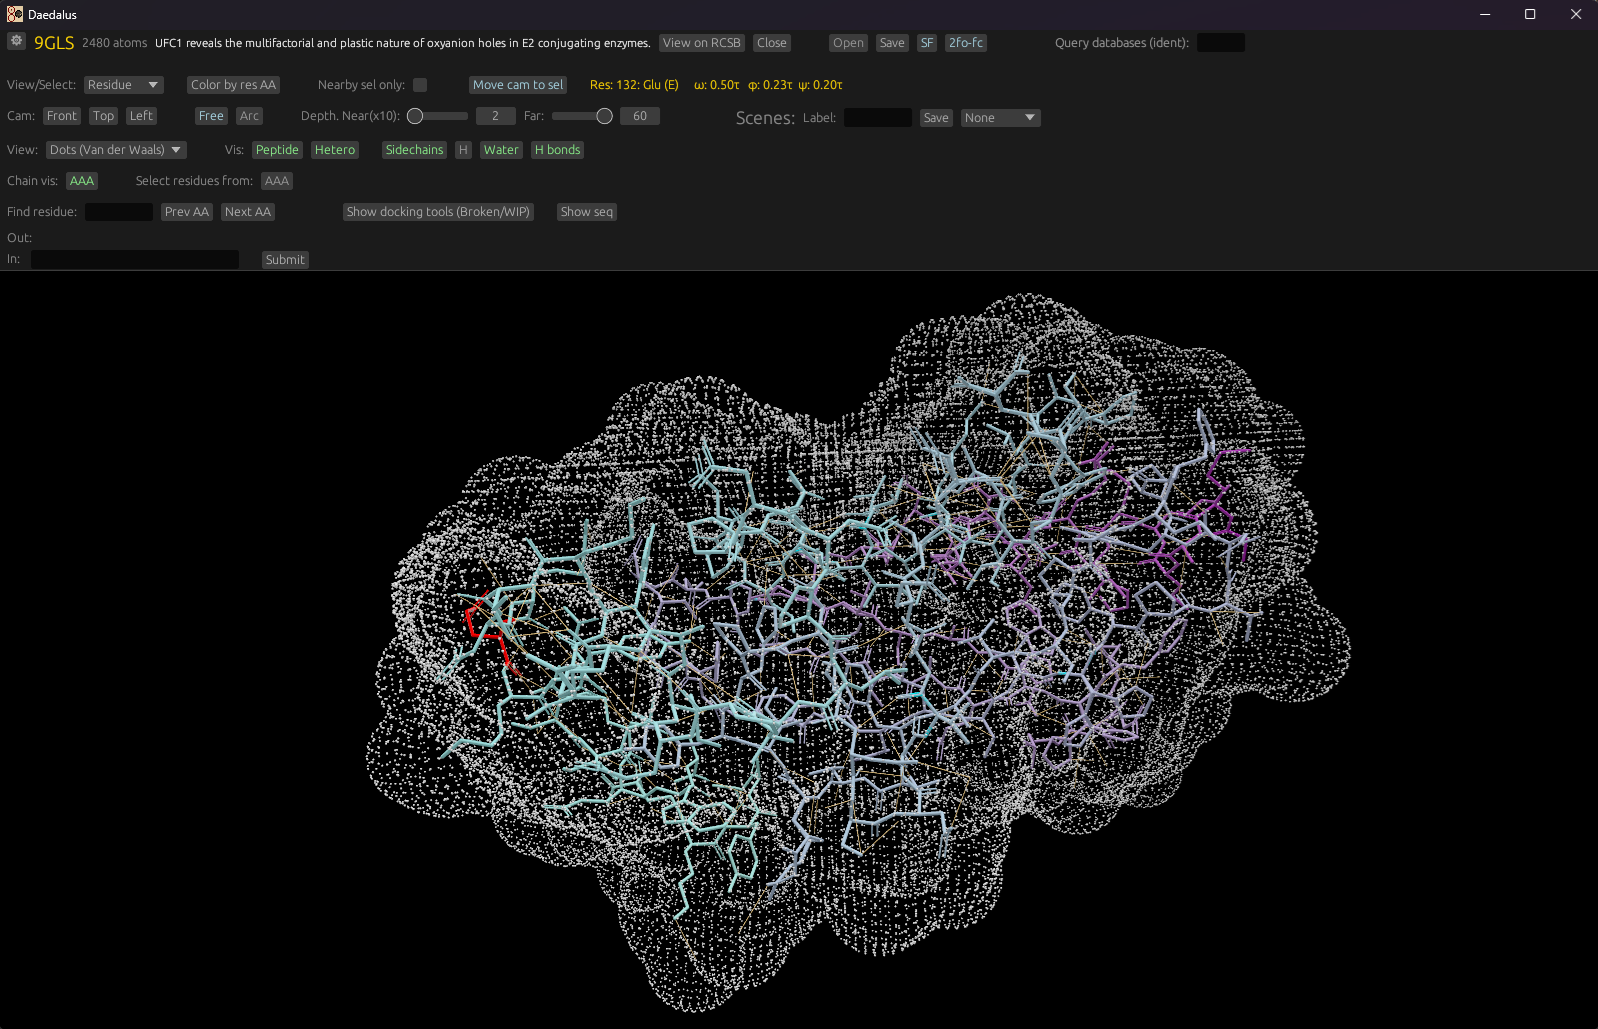 Daedalus
9GLS 2480 atoms UFC1 reveals the multifactorial and plastic nature of oxyanion holes in E2 conjugating enzymes. View on RCSB Close Open Save SF 2fo-fc Query databases (ident):
View/Select: Residue Color by res AA Nearby sel only: Move cam to sel Res: 132: Glu (E) ω: 0.50τ φ: 0.23τ ψ: 0.20τ
Cam: Front Top Left Free Arc Depth. Near(x10): 2 Far: 60 Scenes: Label: Save None
View: Dots (Van der Waals) Vis: Peptide Hetero Sidechains H Water H bonds
Chain vis: AAA Select residues from: AAA
Find residue: Prev AA Next AA Show docking tools (Broken/WIP) Show seq
Out:
In: Submit